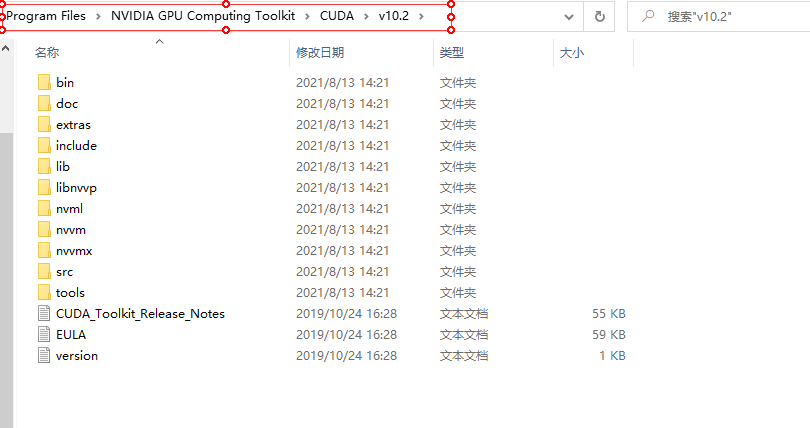 Program Files › NVIDIA GPU Computing Toolkit › CUDA › v10.2 › 搜索"v10.2"
名称 修改日期 类型 大小
bin 2021/8/13 14:21 文件夹
doc 2021/8/13 14:21 文件夹
extras 2021/8/13 14:21 文件夹
include 2021/8/13 14:21 文件夹
lib 2021/8/13 14:21 文件夹
libnvvp 2021/8/13 14:21 文件夹
nvml 2021/8/13 14:21 文件夹
nvvm 2021/8/13 14:21 文件夹
nvvmx 2021/8/13 14:21 文件夹
src 2021/8/13 14:21 文件夹
tools 2021/8/13 14:21 文件夹
CUDA_Toolkit_Release_Notes 2019/10/24 16:28 文本文档 55 KB
EULA 2019/10/24 16:28 文本文档 59 KB
version 2019/10/24 16:28 文本文档 1 KB